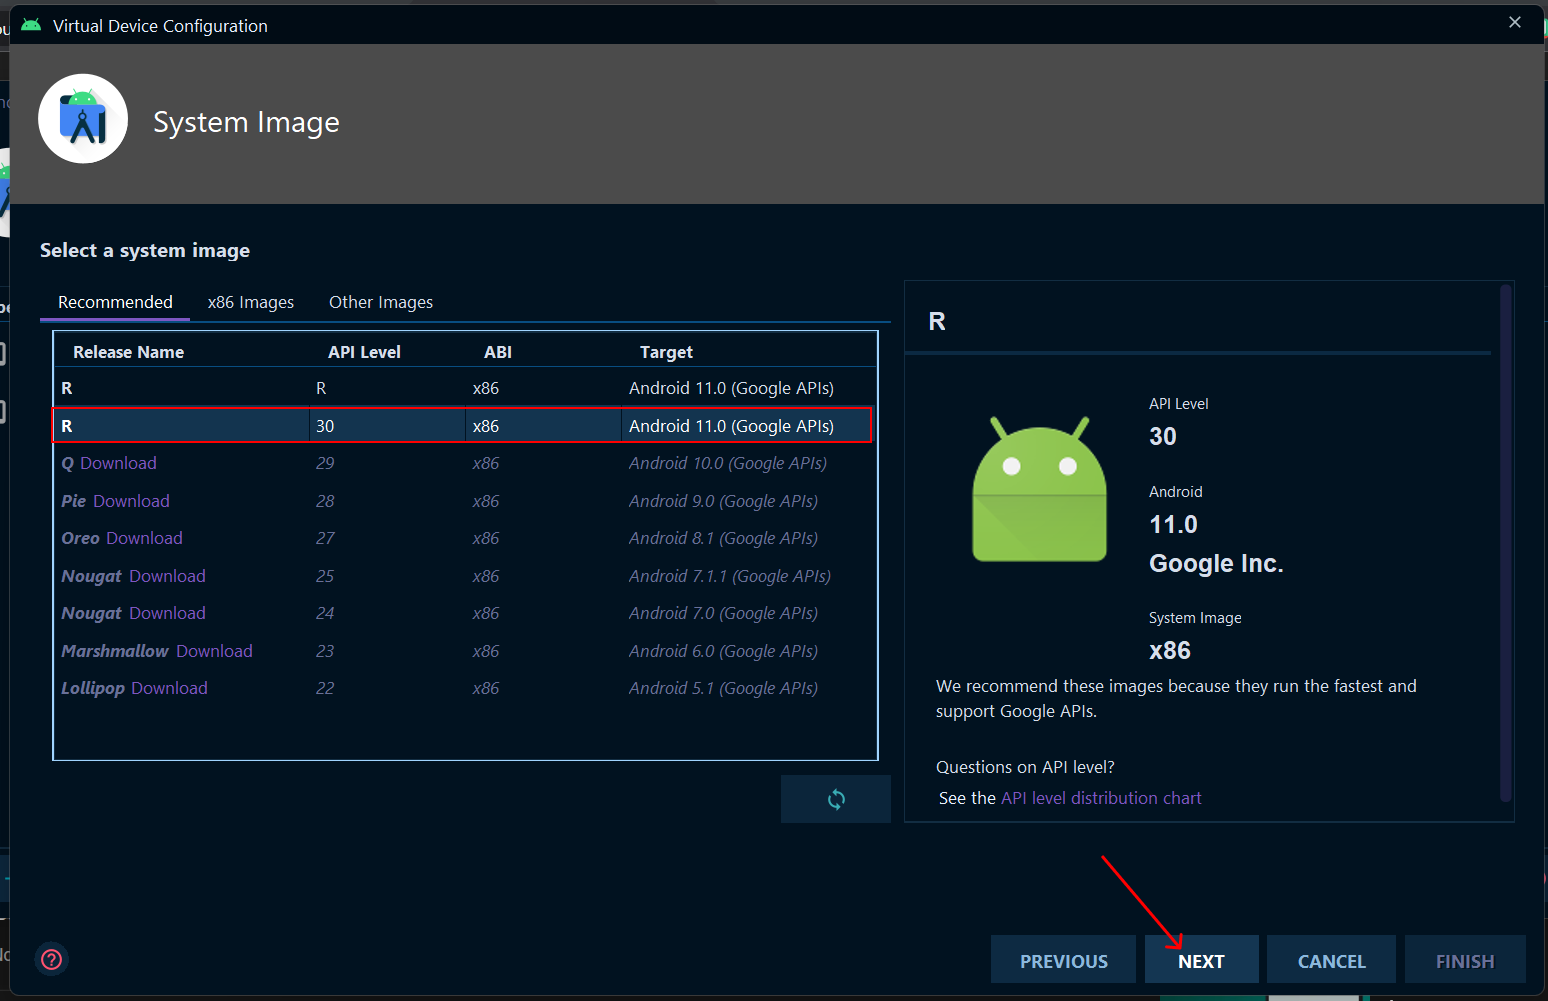 Virtual Device Configuration
System Image
Select a system image
Recommended x86 Images Other Images
Release Name API Level ABI Target
R R x86 Android 11.0 (Google APIs)
R 30 x86 Android 11.0 (Google APIs)
Q Download 29 x86 Android 10.0 (Google APIs)
Pie Download 28 x86 Android 9.0 (Google APIs)
Oreo Download 27 x86 Android 8.1 (Google APIs)
Nougat Download 25 x86 Android 7.1.1 (Google APIs)
Nougat Download 24 x86 Android 7.0 (Google APIs)
Marshmallow Download 23 x86 Android 6.0 (Google APIs)
Lollipop Download 22 x86 Android 5.1 (Google APIs)
R
API Level
30
Android
11.0
Google Inc.
System Image
x86
We recommend these images because they run the fastest and
support Google APIs.
Questions on API level?
See the API level distribution chart
?
PREVIOUS NEXT CANCEL FINISH